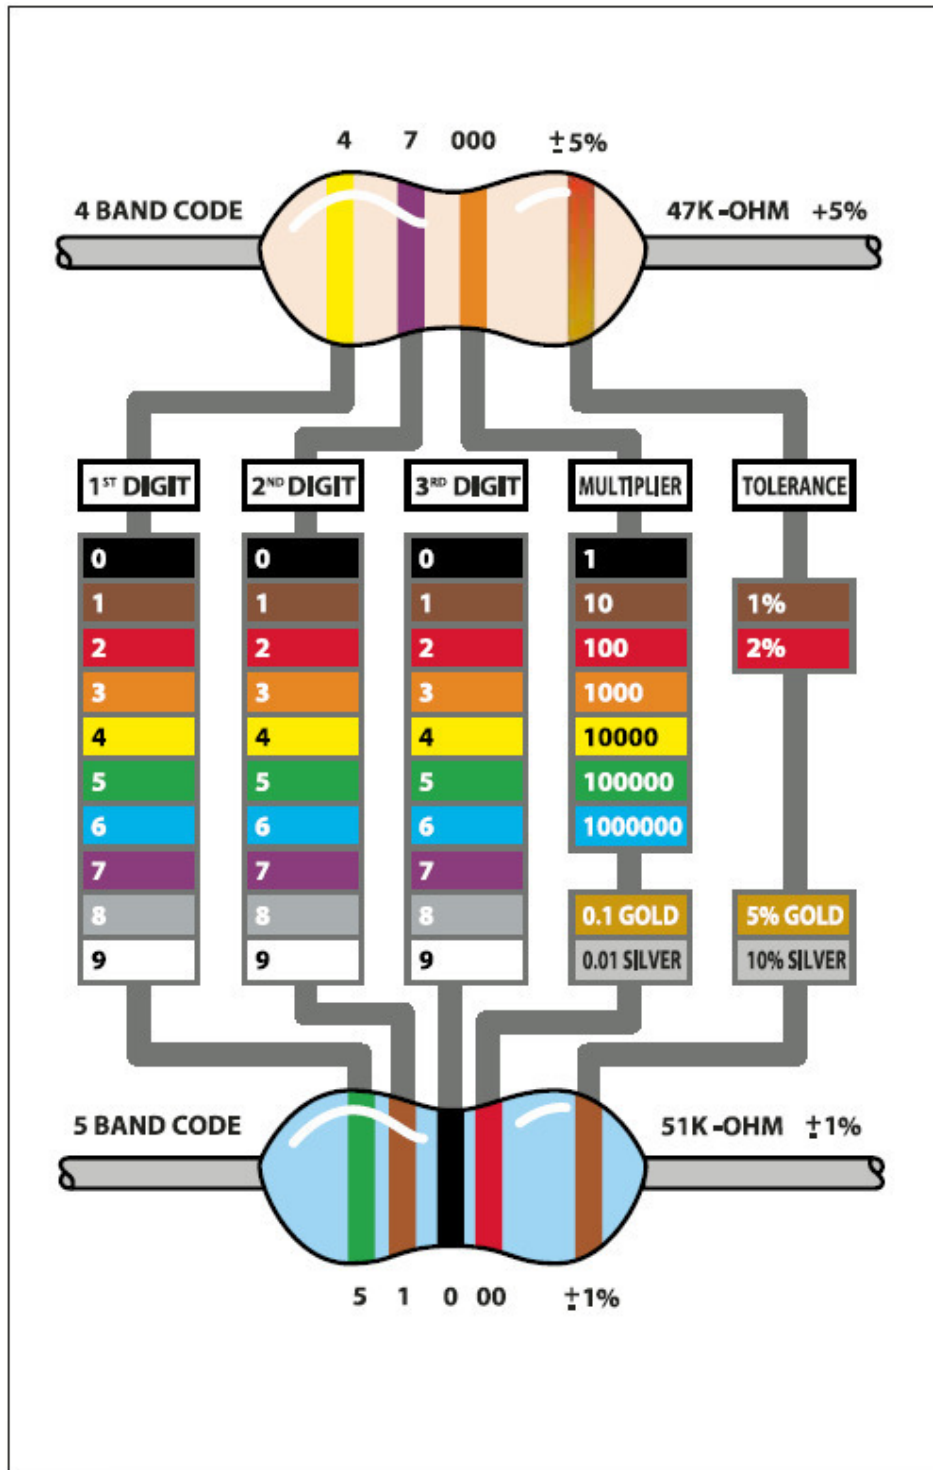 4 7 000 ±5%
4 BAND CODE 47K-OHM +5%
1ST DIGIT 2ND DIGIT 3RD DIGIT MULTIPLIER TOLERANCE
0 0 0 1
1 1 1 10 1%
2 2 2 100 2%
3 3 3 1000
4 4 4 10000
5 5 5 100000
6 6 6 1000000
7 7 7
8 8 8 0.1 GOLD 5% GOLD
9 9 9 0.01 SILVER 10% SILVER
5 BAND CODE 51K-OHM ±1%
5 1 0 00 ±1%